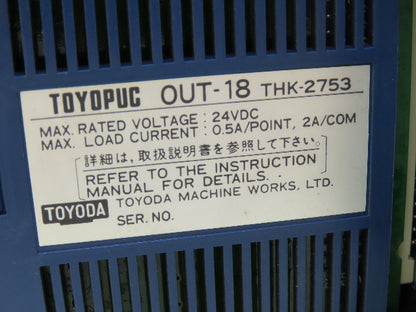 TOYOPUC OUT-18 THK-2753
MAX. RATED VOLTAGE : 24VDC
MAX. LOAD CURRENT : 0.5A/POINT, 2A/COM
[詳細は,取扱説明書を参照して下さい.
REFER TO THE INSTRUCTION
MANUAL FOR DETAILS.]
TOYODA TOYODA MACHINE WORKS, LTD.
SER. NO.